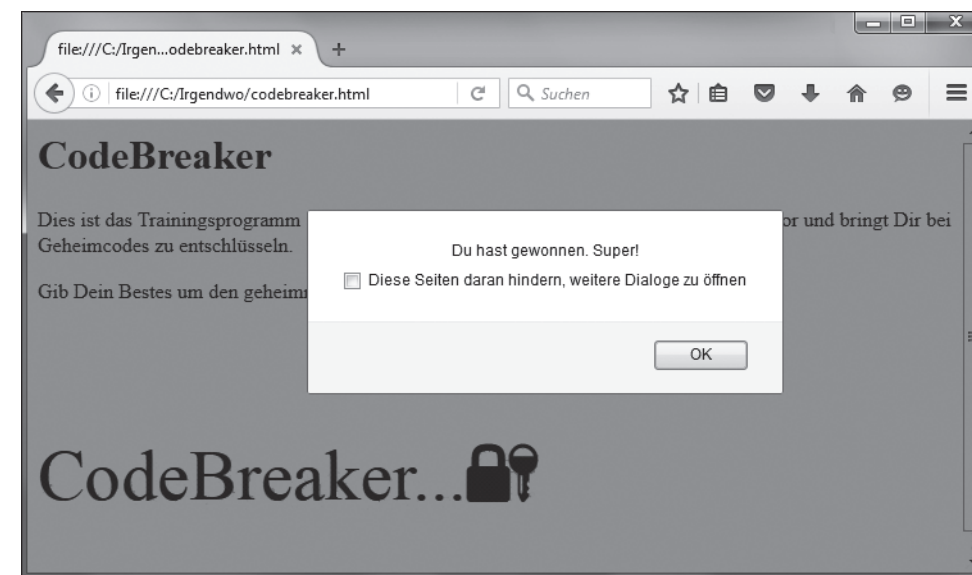 file:///C:/Irgen...odebreaker.html
file:///C:/Irgendwo/codebreaker.html
Suchen
CodeBreaker
Dies ist das Trainingsprogramm
und bringt Dir bei
Geheimcodes zu entschlüsseln.
Gib Dein Bestes um den
Du hast gewonnen. Super!
Diese Seiten daran hindern, weitere Dialoge zu öffnen
OK
CodeBreaker...